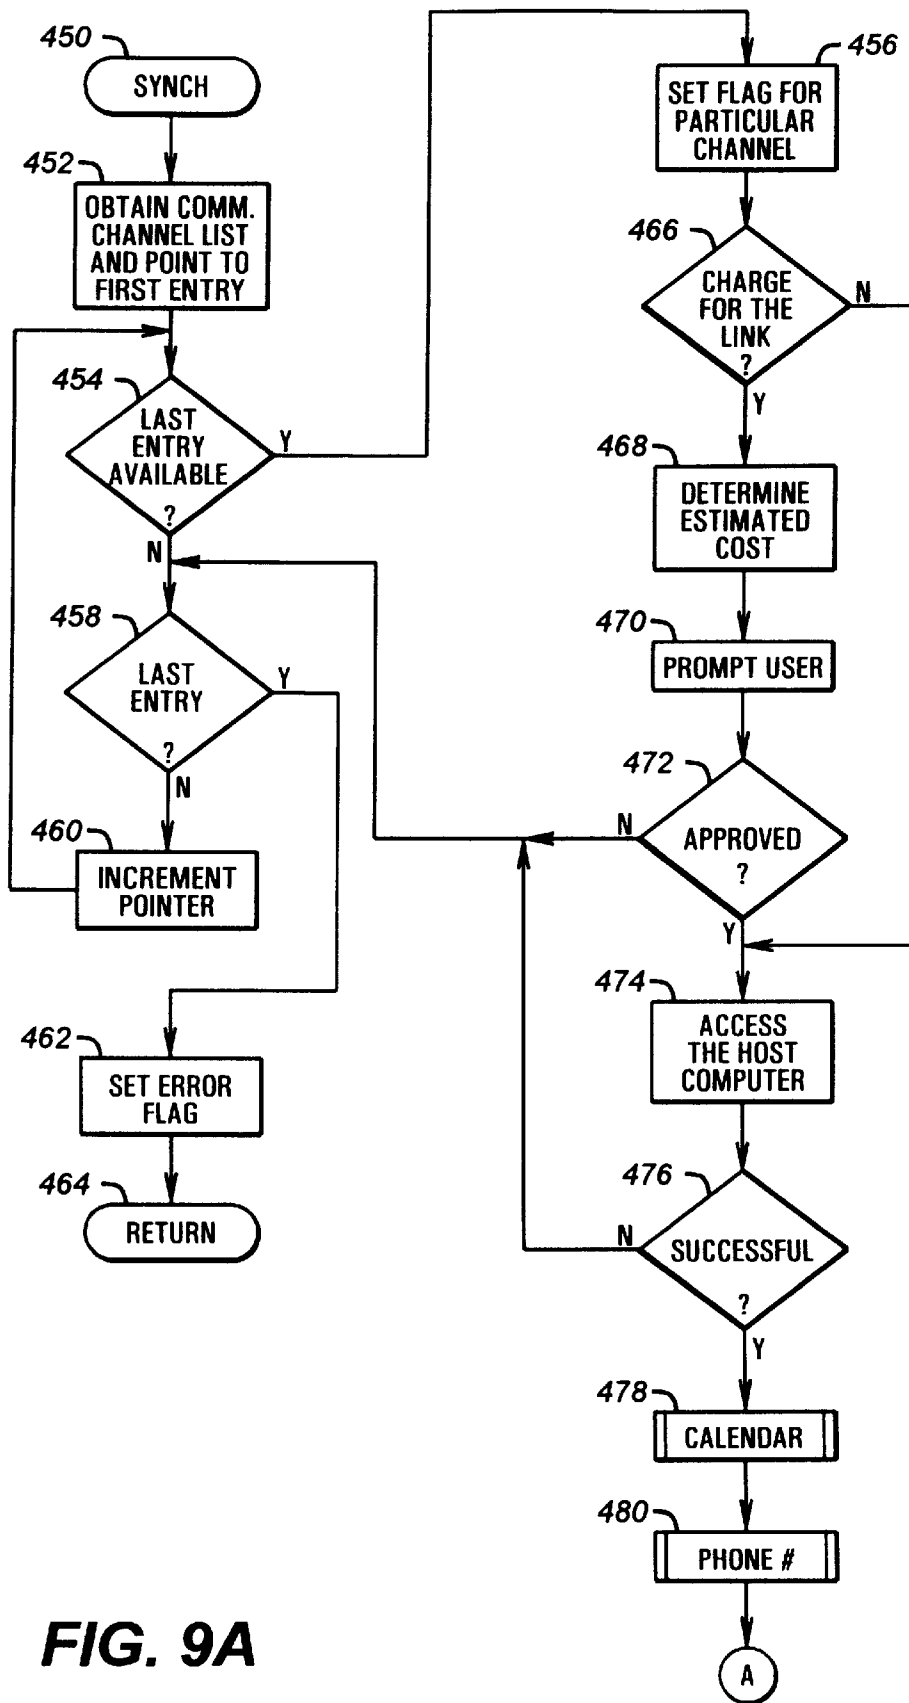 450
SYNCH
452
OBTAIN COMM.
CHANNEL LIST
AND POINT TO
FIRST ENTRY
454
LAST
ENTRY
AVAILABLE
?
Y
N
458
LAST
ENTRY
?
Y
N
460
INCREMENT
POINTER
462
SET ERROR
FLAG
464
RETURN
456
SET FLAG FOR
PARTICULAR
CHANNEL
466
CHARGE
FOR THE
LINK
?
N
Y
468
DETERMINE
ESTIMATED
COST
470
PROMPT USER
472
APPROVED
?
N
Y
474
ACCESS
THE HOST
COMPUTER
476
SUCCESSFUL
?
N
Y
478
CALENDAR
480
PHONE #
A
FIG. 9A